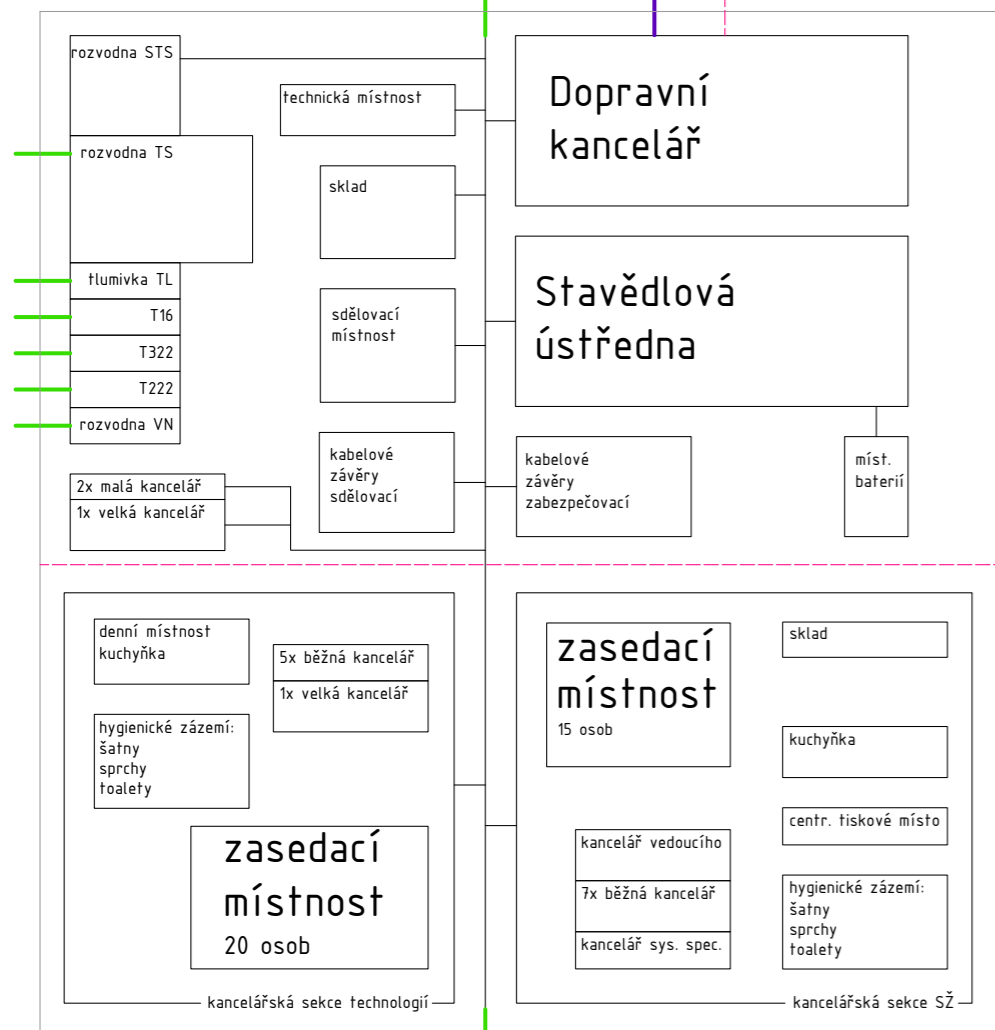 rozvodna STS
technická místnost
Dopravní
kancelář
rozvodna TS
sklad
tlumivka TL
T16
T322
T222
rozvodna VN
sdělovací
místnost
Stavědlová
ústředna
2x malá kancelář
1x velká kancelář
kabelové
závěry
sdělovací
kabelové
závěry
zabezpečovací
míst.
baterií
denní místnost
kuchyňka
5x běžná kancelář
1x velká kancelář
hygienické zázemí:
šatny
sprchy
toalety
zasedací
místnost
20 osob
kancelářská sekce technologií
zasedací
místnost
15 osob
sklad
kuchyňka
centr. tiskové místo
kancelář vedoucího
7x běžná kancelář
kancelář sys. spec.
hygienické zázemí:
šatny
sprchy
toalety
kancelářská sekce SŽ